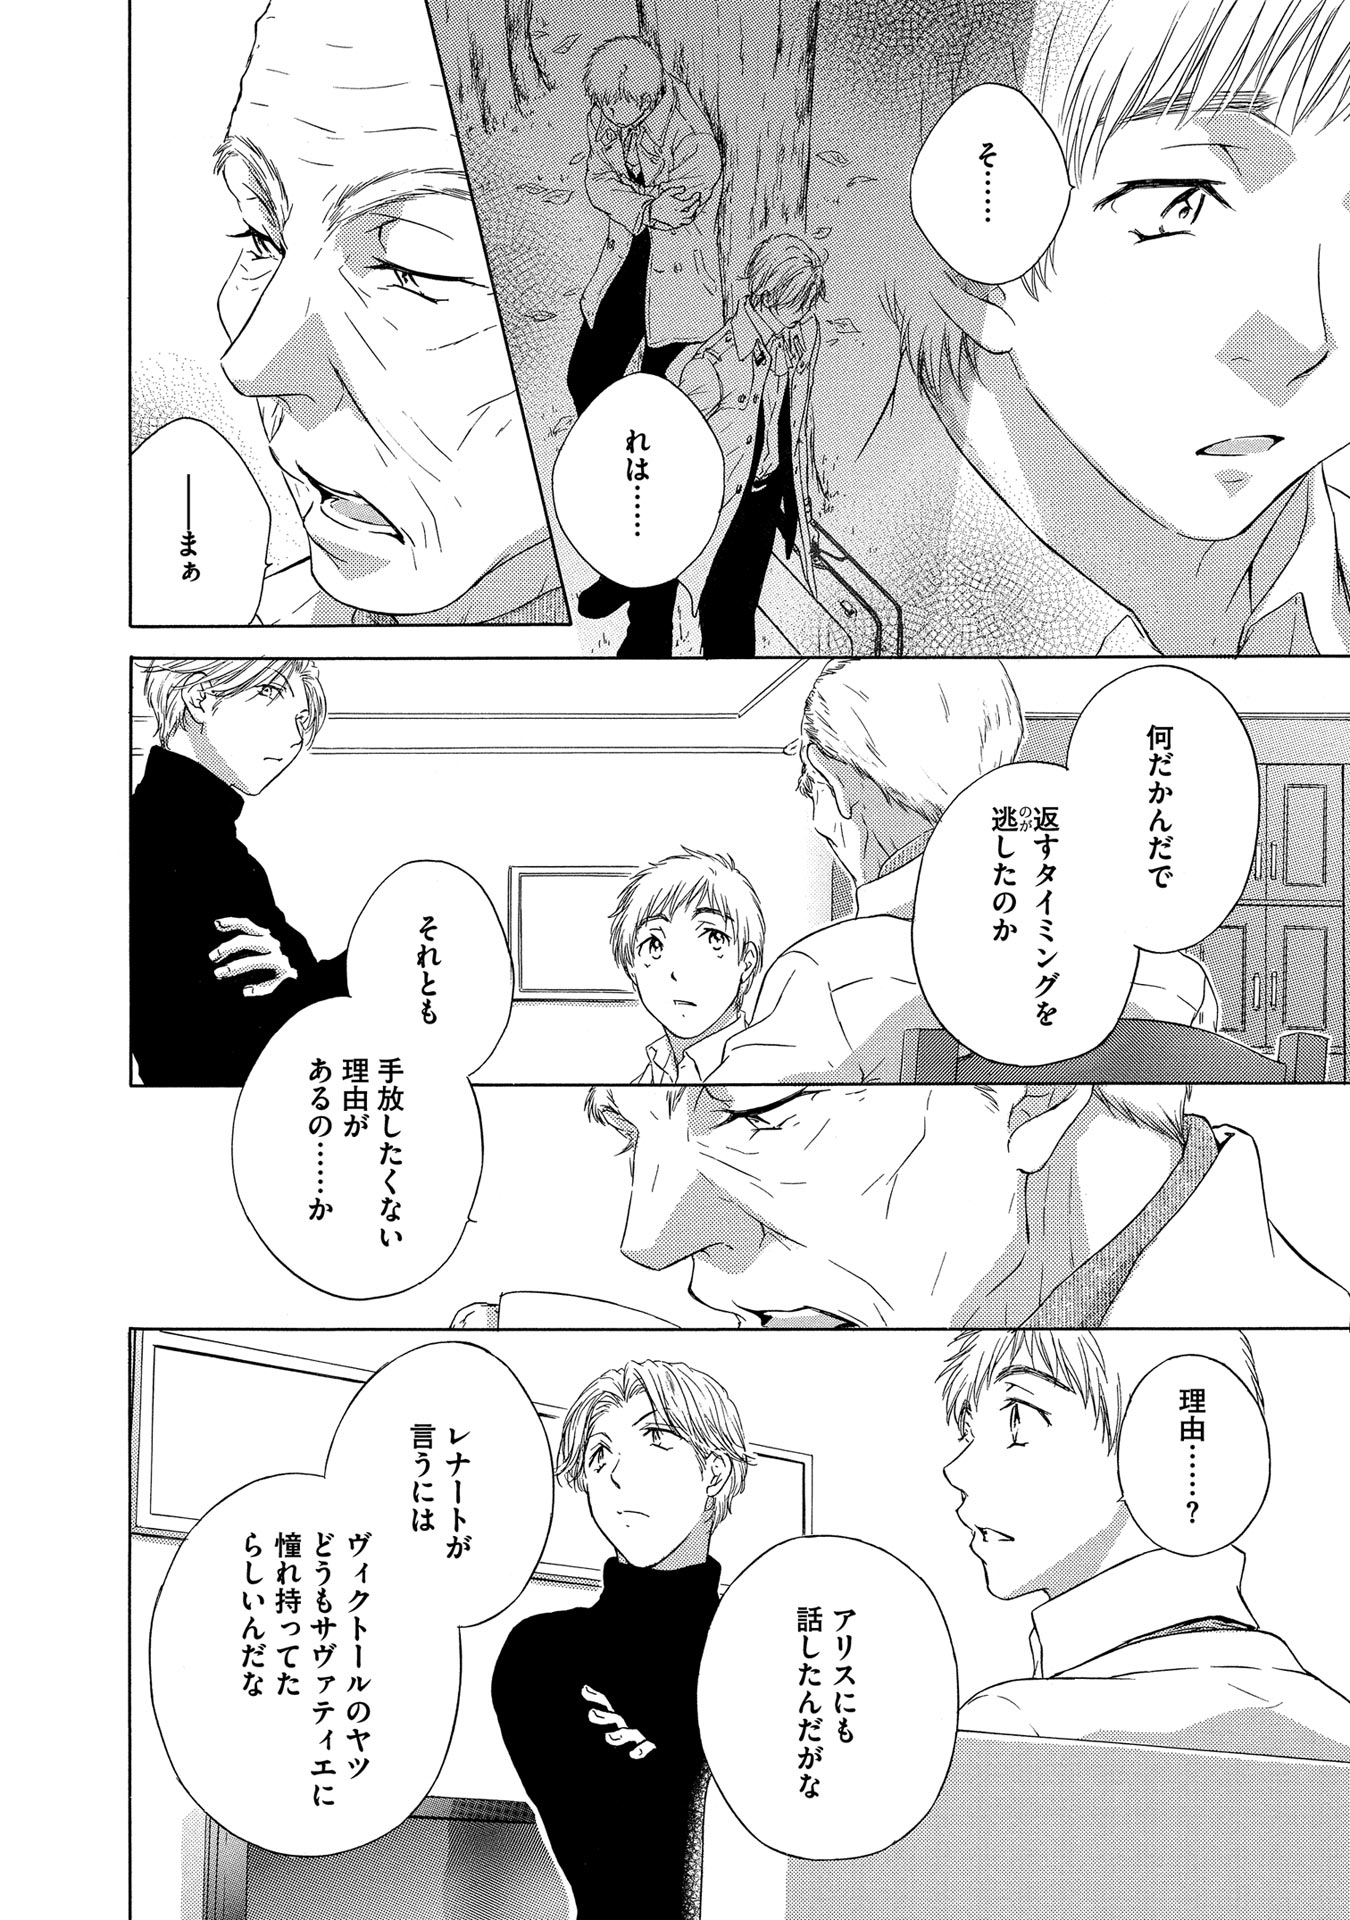 そ……
れは……
――まぁ
何だかんだで
返すタイミングを
逃したのか
のが
それとも
手放したくない
理由が
あるの……か
理由……?
アリスにも
話したんだがな
レナートが
言うには
ヴィクトールのヤツ
どうもサヴァティエに
憧れ持ってた
らしいんだな